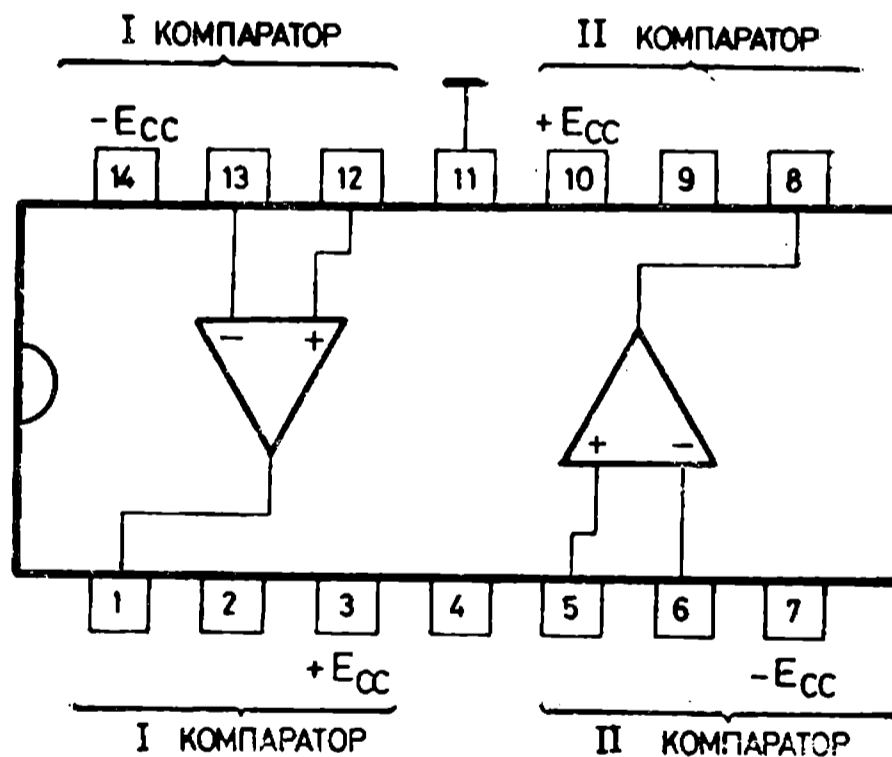 I КОМПАРАТОР II КОМПАРАТОР
-ECC +ECC
14 13 12 11 10 9 8
- + 
+ -
1 2 3 4 5 6 7
+ECC -ECC
I КОМПАРАТОР II КОМПАРАТОР